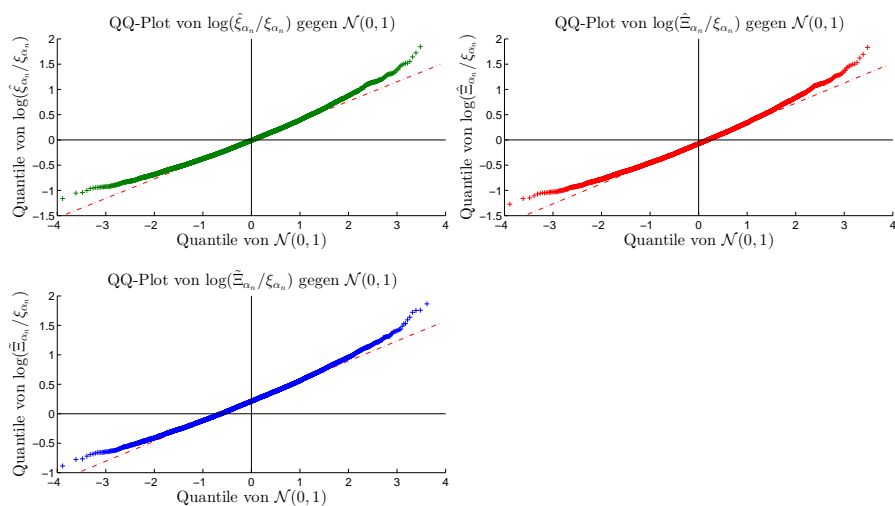 QQ-Plot von log(ξ̂_{α_n}/ξ_{α_n}) gegen 𝒩(0, 1)
Quantile von log(ξ̂_{α_n}/ξ_{α_n})
2
1.5
1
0.5
0
−0.5
−1
−1.5
−4 −3 −2 −1 0 1 2 3 4
Quantile von 𝒩(0, 1)
QQ-Plot von log(Ξ̂_{α_n}/ξ_{α_n}) gegen 𝒩(0, 1)
Quantile von log(Ξ̂_{α_n}/ξ_{α_n})
2
1.5
1
0.5
0
−0.5
−1
−1.5
−4 −3 −2 −1 0 1 2 3 4
Quantile von 𝒩(0, 1)
QQ-Plot von log(Ξ̃_{α_n}/ξ_{α_n}) gegen 𝒩(0, 1)
Quantile von log(Ξ̃_{α_n}/ξ_{α_n})
2
1.5
1
0.5
0
−0.5
−1
−4 −3 −2 −1 0 1 2 3 4
Quantile von 𝒩(0, 1)